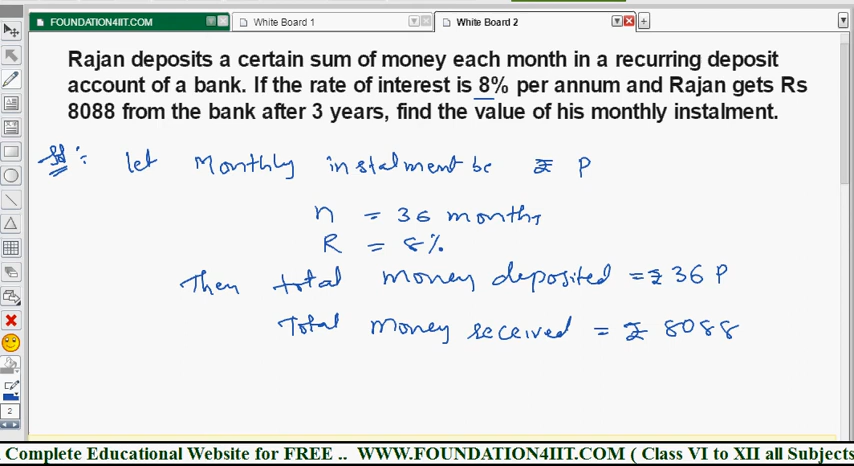 FOUNDATION4IIT.COM White Board 1 White Board 2
Rajan deposits a certain sum of money each month in a recurring deposit
account of a bank. If the rate of interest is 8% per annum and Rajan gets Rs
8088 from the bank after 3 years, find the value of his monthly instalment.
Sol: let Monthly instalment be ₹ P
n = 36 months
R = 8%
Then total money deposited = ₹ 36 P
Total money received = ₹ 8088
2
Complete Educational Website for FREE .. WWW.FOUNDATION4IIT.COM ( Class VI to XII all Subjects